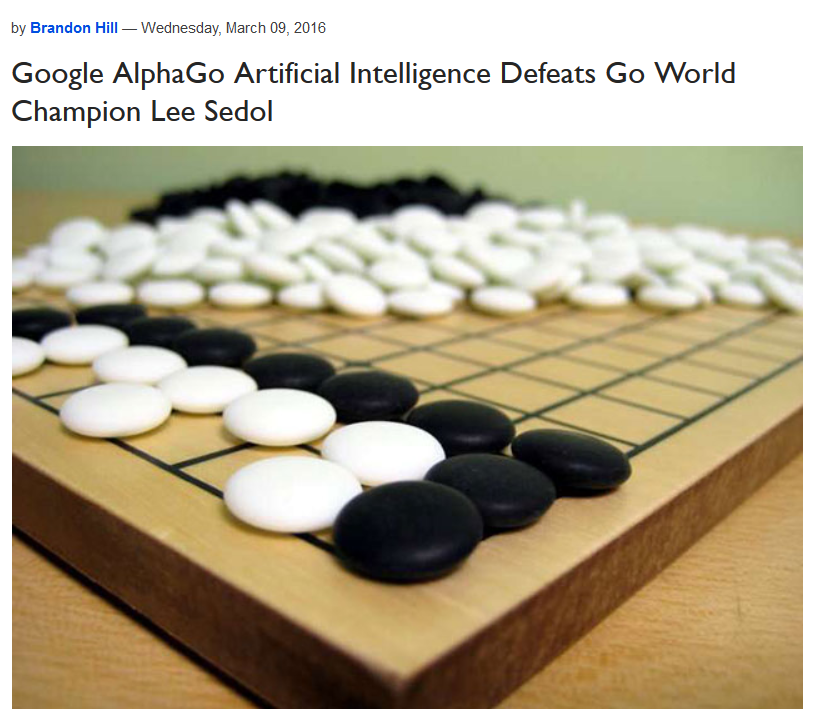 by Brandon Hill — Wednesday, March 09, 2016
Google AlphaGo Artificial Intelligence Defeats Go World
Champion Lee Sedol